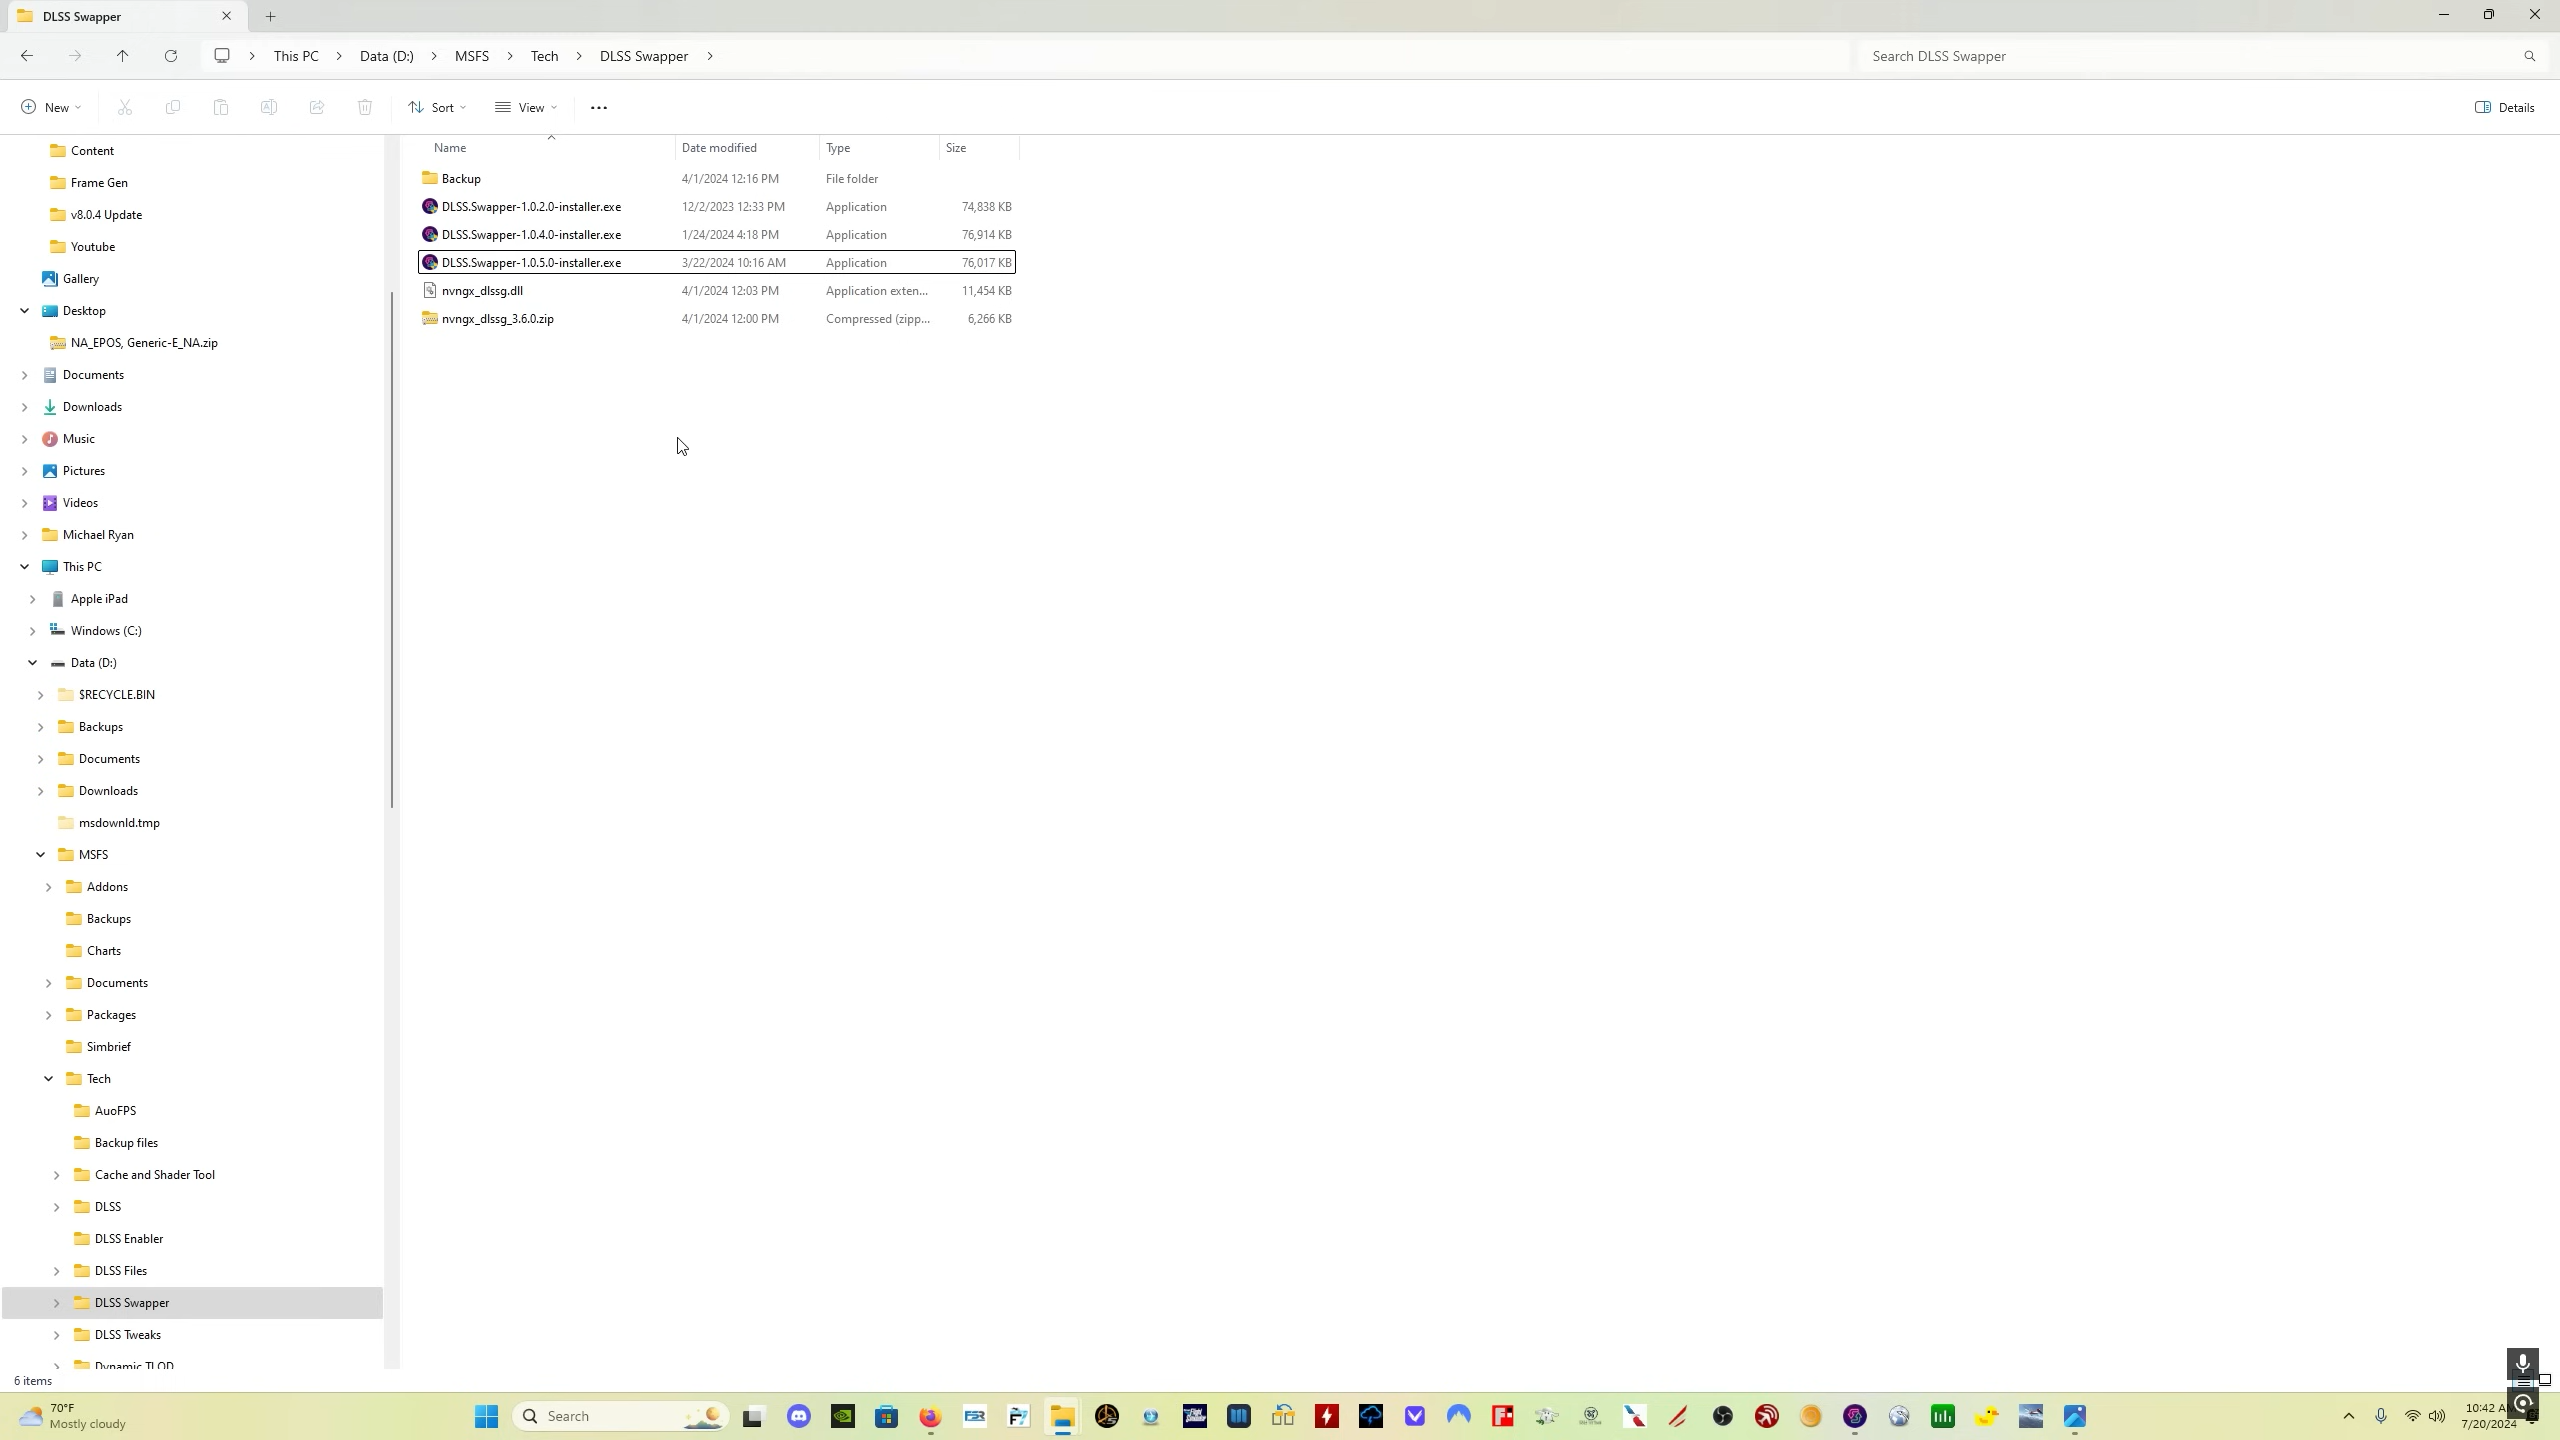 DLSS Swapper
This PC
Data (D:)
MSFS
Tech
DLSS Swapper
Search DLSS Swapper
New
Sort
View
Details
Content
Frame Gen
v8.0.4 Update
Youtube
Gallery
Desktop
NA_EPOS, Generic-E_NA.zip
Documents
Downloads
Music
Pictures
Videos
Michael Ryan
This PC
Apple iPad
Windows (C:)
Data (D:)
$RECYCLE.BIN
Backups
Documents
Downloads
msdownld.tmp
MSFS
Addons
Backups
Charts
Documents
Packages
Simbrief
Tech
AuoFPS
Backup files
Cache and Shader Tool
DLSS
DLSS Enabler
DLSS Files
DLSS Swapper
DLSS Tweaks
Dynamic TLOD
Name Date modified Type Size
Backup 4/1/2024 12:16 PM File folder
DLSS.Swapper-1.0.2.0-installer.exe 12/2/2023 12:33 PM Application 74,838 KB
DLSS.Swapper-1.0.4.0-installer.exe 1/24/2024 4:18 PM Application 76,914 KB
DLSS.Swapper-1.0.5.0-installer.exe 3/22/2024 10:16 AM Application 76,017 KB
nvngx_dlssg.dll 4/1/2024 12:03 PM Application exten... 11,454 KB
nvngx_dlssg_3.6.0.zip 4/1/2024 12:00 PM Compressed (zipp... 6,266 KB
6 items
70°F
Mostly cloudy
Search
FSR
10:42 A
7/20/2024